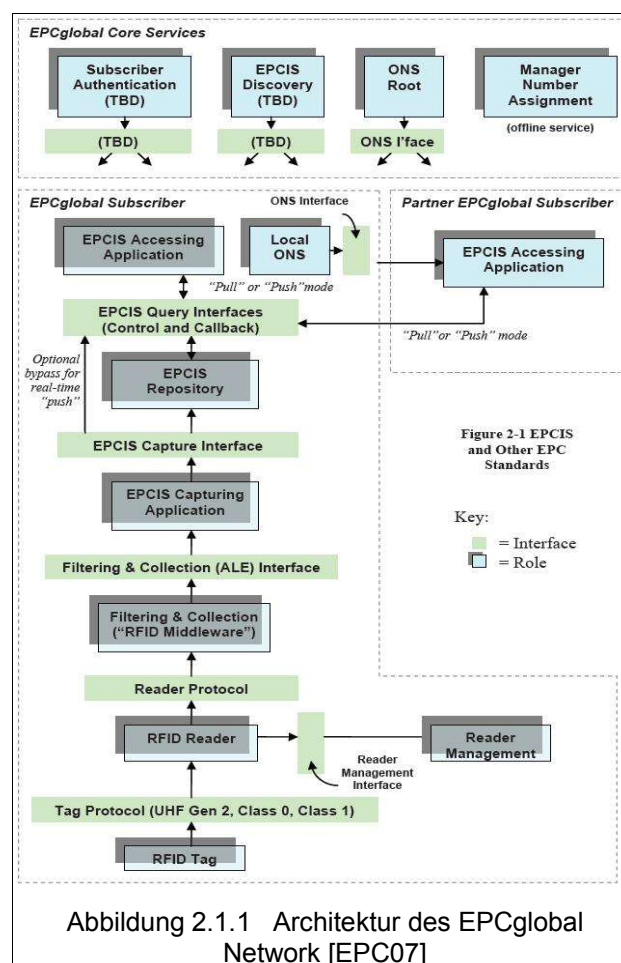 EPCglobal Core Services
Subscriber
Authentication
(TBD)
EPCIS
Discovery
(TBD)
ONS
Root
Manager
Number
Assignment
(offline service)
(TBD)
(TBD)
ONS I'face
EPCglobal Subscriber
ONS Interface
Partner EPCglobal Subscriber
EPCIS Accessing
Application
Local
ONS
EPCIS Accessing
Application
"Pull" or "Push"mode
EPCIS Query Interfaces
(Control and Callback)
"Pull"or "Push" mode
Optional
bypass for
real-time
"push"
EPCIS
Repository
EPCIS Capture Interface
Figure 2-1 EPCIS
and Other EPC
Standards
EPCIS Capturing
Application
Key:
= Interface
= Role
Filtering & Collection (ALE) Interface
Filtering & Collection
("RFID Middleware")
Reader Protocol
RFID Reader
Reader
Management
Reader
Management
Interface
Tag Protocol (UHF Gen 2, Class 0, Class 1)
RFID Tag
Abbildung 2.1.1 Architektur des EPCglobal
Network [EPC07]